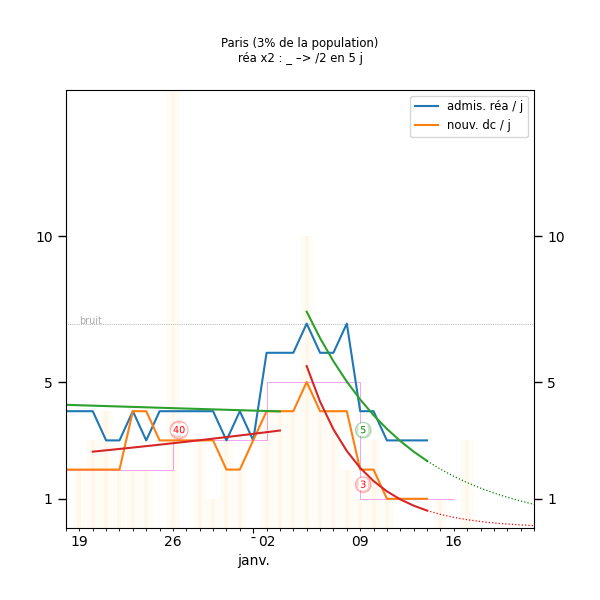 Paris (3% de la population)
réa x2 : _ –> /2 en 5 j
admis. réa / j
nouv. dc / j
10 10
bruit
5 5
40 5
3
1 1
19 26 02 09 16
janv.